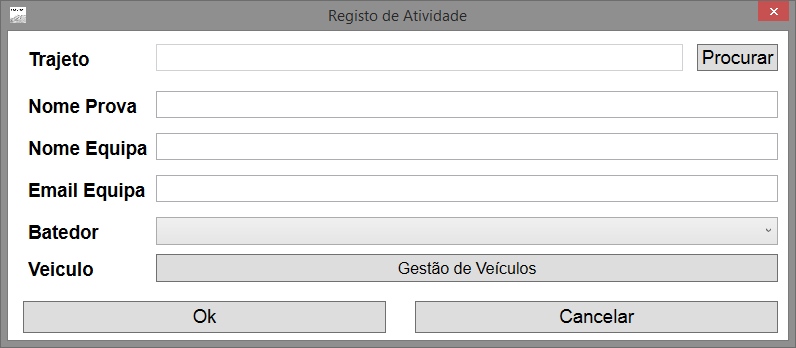 Registo de Atividade
Trajeto
Procurar
Nome Prova
Nome Equipa
Email Equipa
Batedor
Veiculo
Gestão de Veículos
Ok
Cancelar